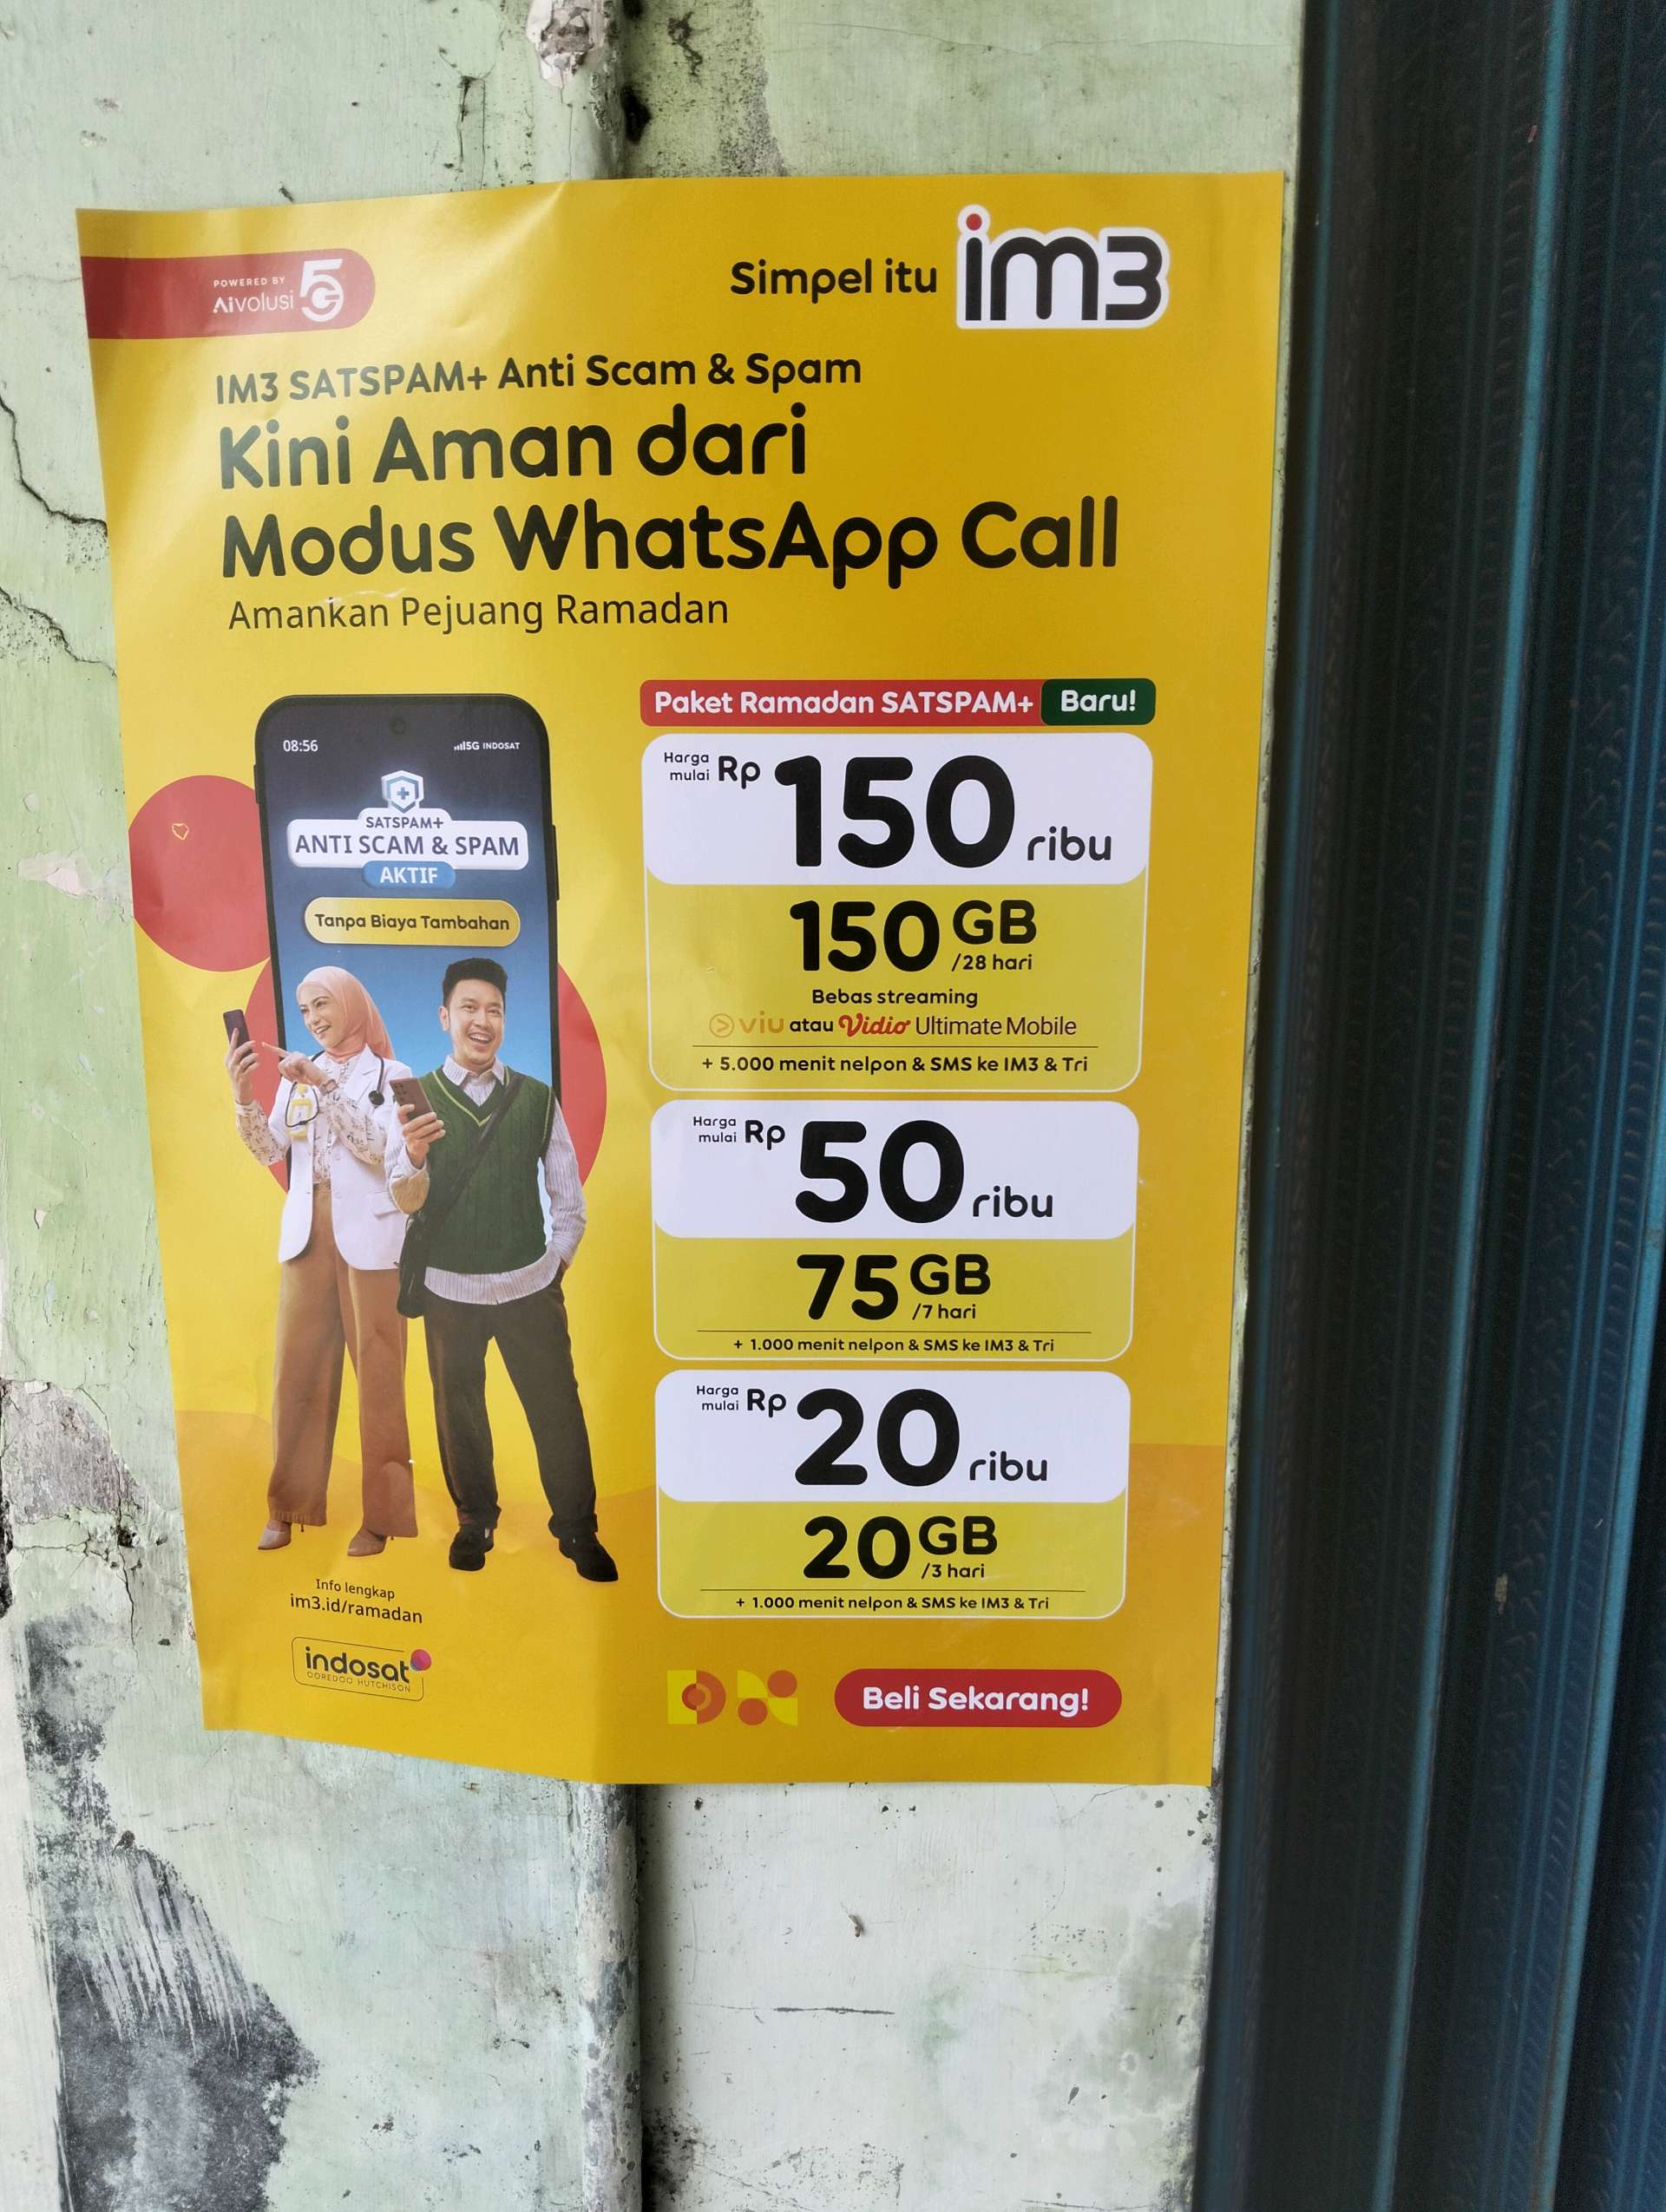 POWERED BY
AIvolusi 5G
Simpel itu im3
IM3 SATSPAM+ Anti Scam & Spam
Kini Aman dari
Modus WhatsApp Call
Amankan Pejuang Ramadan
08:56
5G INDOSAT
SATSPAM+
ANTI SCAM & SPAM
AKTIF
Tanpa Biaya Tambahan
Info lengkap
im3.id/ramadan
indosat
OOREDOO HUTCHISON
Paket Ramadan SATSPAM+ Baru!
Harga mulai Rp 150 ribu
150 GB
/28 hari
Bebas streaming
viu atau Vidio Ultimate Mobile
+ 5.000 menit nelpon & SMS ke IM3 & Tri
Harga mulai Rp 50 ribu
75 GB
/7 hari
+ 1.000 menit nelpon & SMS ke IM3 & Tri
Harga mulai Rp 20 ribu
20 GB
/3 hari
+ 1.000 menit nelpon & SMS ke IM3 & Tri
Beli Sekarang!